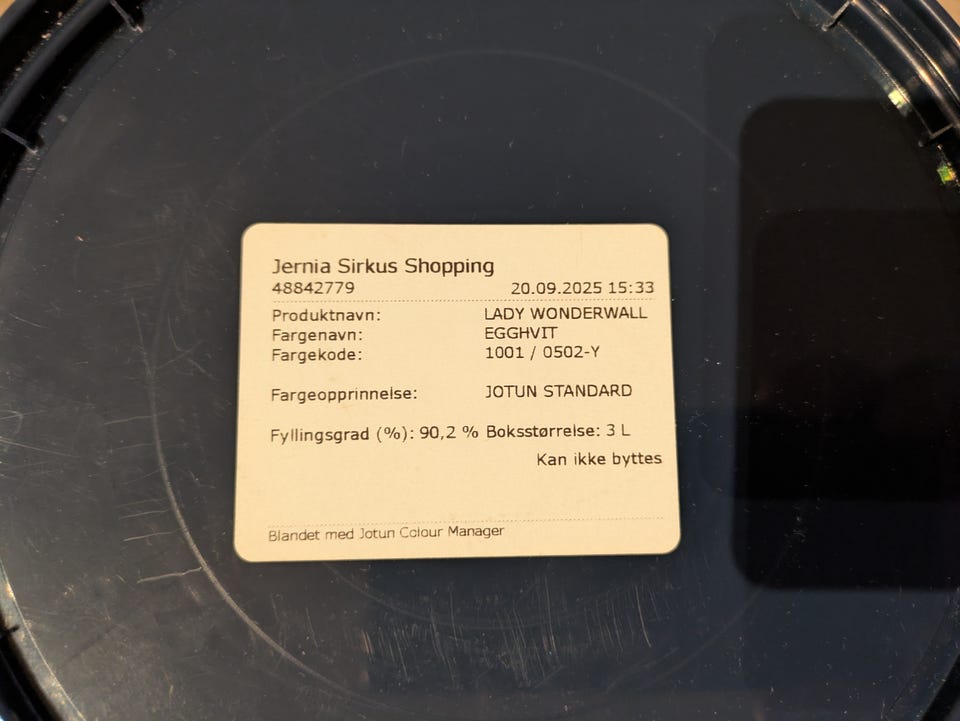 Jernia Sirkus Shopping
48842779 20.09.2025 15:33
Produktnavn: LADY WONDERWALL
Fargenavn: EGGHVIT
Fargekode: 1001 / 0502-Y
Fargeopprinnelse: JOTUN STANDARD
Fyllingsgrad (%): 90,2 % Boksstørrelse: 3 L
Kan ikke byttes
Blandet med Jotun Colour Manager